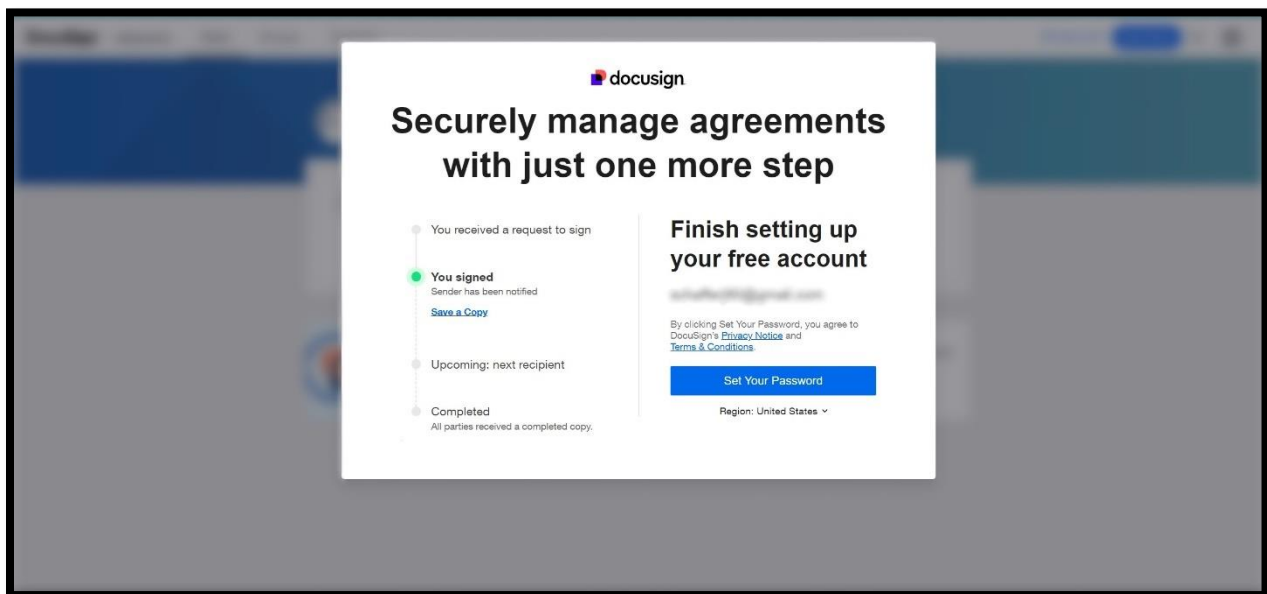 docusign
Securely manage agreements
with just one more step
You received a request to sign
You signed
Sender has been notified
Save a Copy
Upcoming: next recipient
Completed
All parties received a completed copy.
Finish setting up
your free account
By clicking Set Your Password, you agree to
DocuSign's Privacy Notice and
Terms & Conditions.
Set Your Password
Region: United States